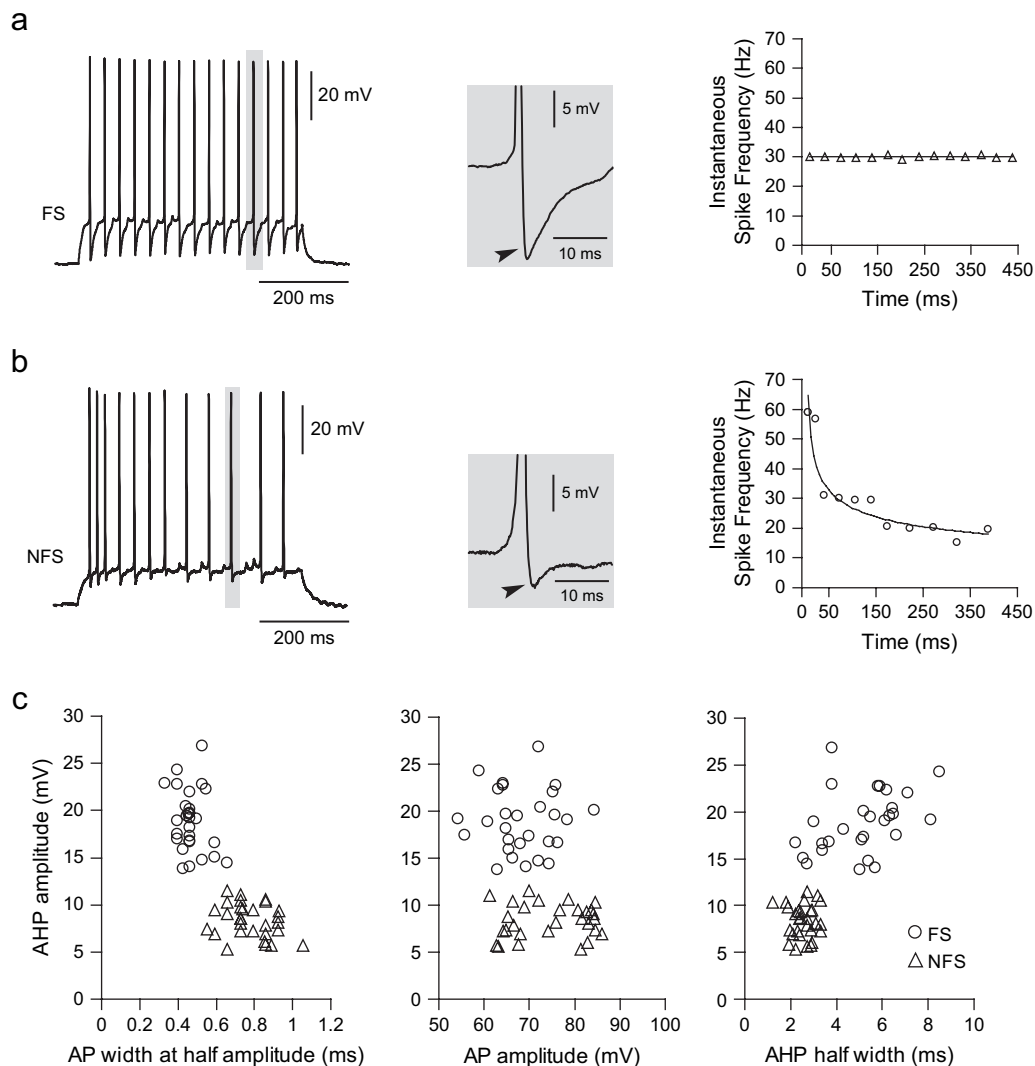 a
FS
20 mV
200 ms
5 mV
10 ms
Instantaneous
Spike Frequency (Hz)
70
60
50
40
30
20
10
0
0 50 150 250 350 450
Time (ms)
b
NFS
20 mV
200 ms
5 mV
10 ms
Instantaneous
Spike Frequency (Hz)
70
60
50
40
30
20
10
0
0 50 150 250 350 450
Time (ms)
c
AHP amplitude (mV)
30
25
20
15
10
5
0
0 0.2 0.4 0.6 0.8 1 1.2
AP width at half amplitude (ms)
30
25
20
15
10
5
0
50 60 70 80 90 100
AP amplitude (mV)
30
25
20
15
10
5
0
0 2 4 6 8 10
AHP half width (ms)
FS
NFS